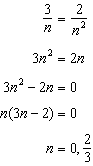 3/n = 2/n²
3n² = 2n
3n² − 2n = 0
n(3n − 2) = 0
n = 0, 2/3